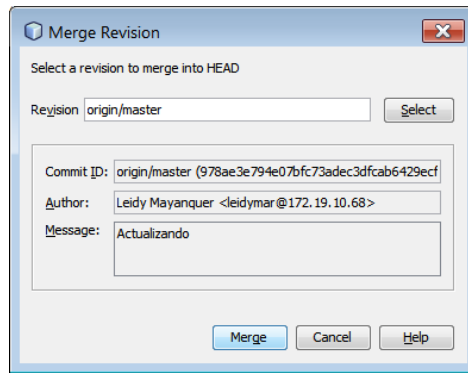 Merge Revision
Select a revision to merge into HEAD
Revision origin/master Select
Commit ID: origin/master (978ae3e794e07bfc73adec3dfcab6429ecf
Author: Leidy Mayanquer <leidymar@172.19.10.68>
Message: Actualizando
Merge Cancel Help